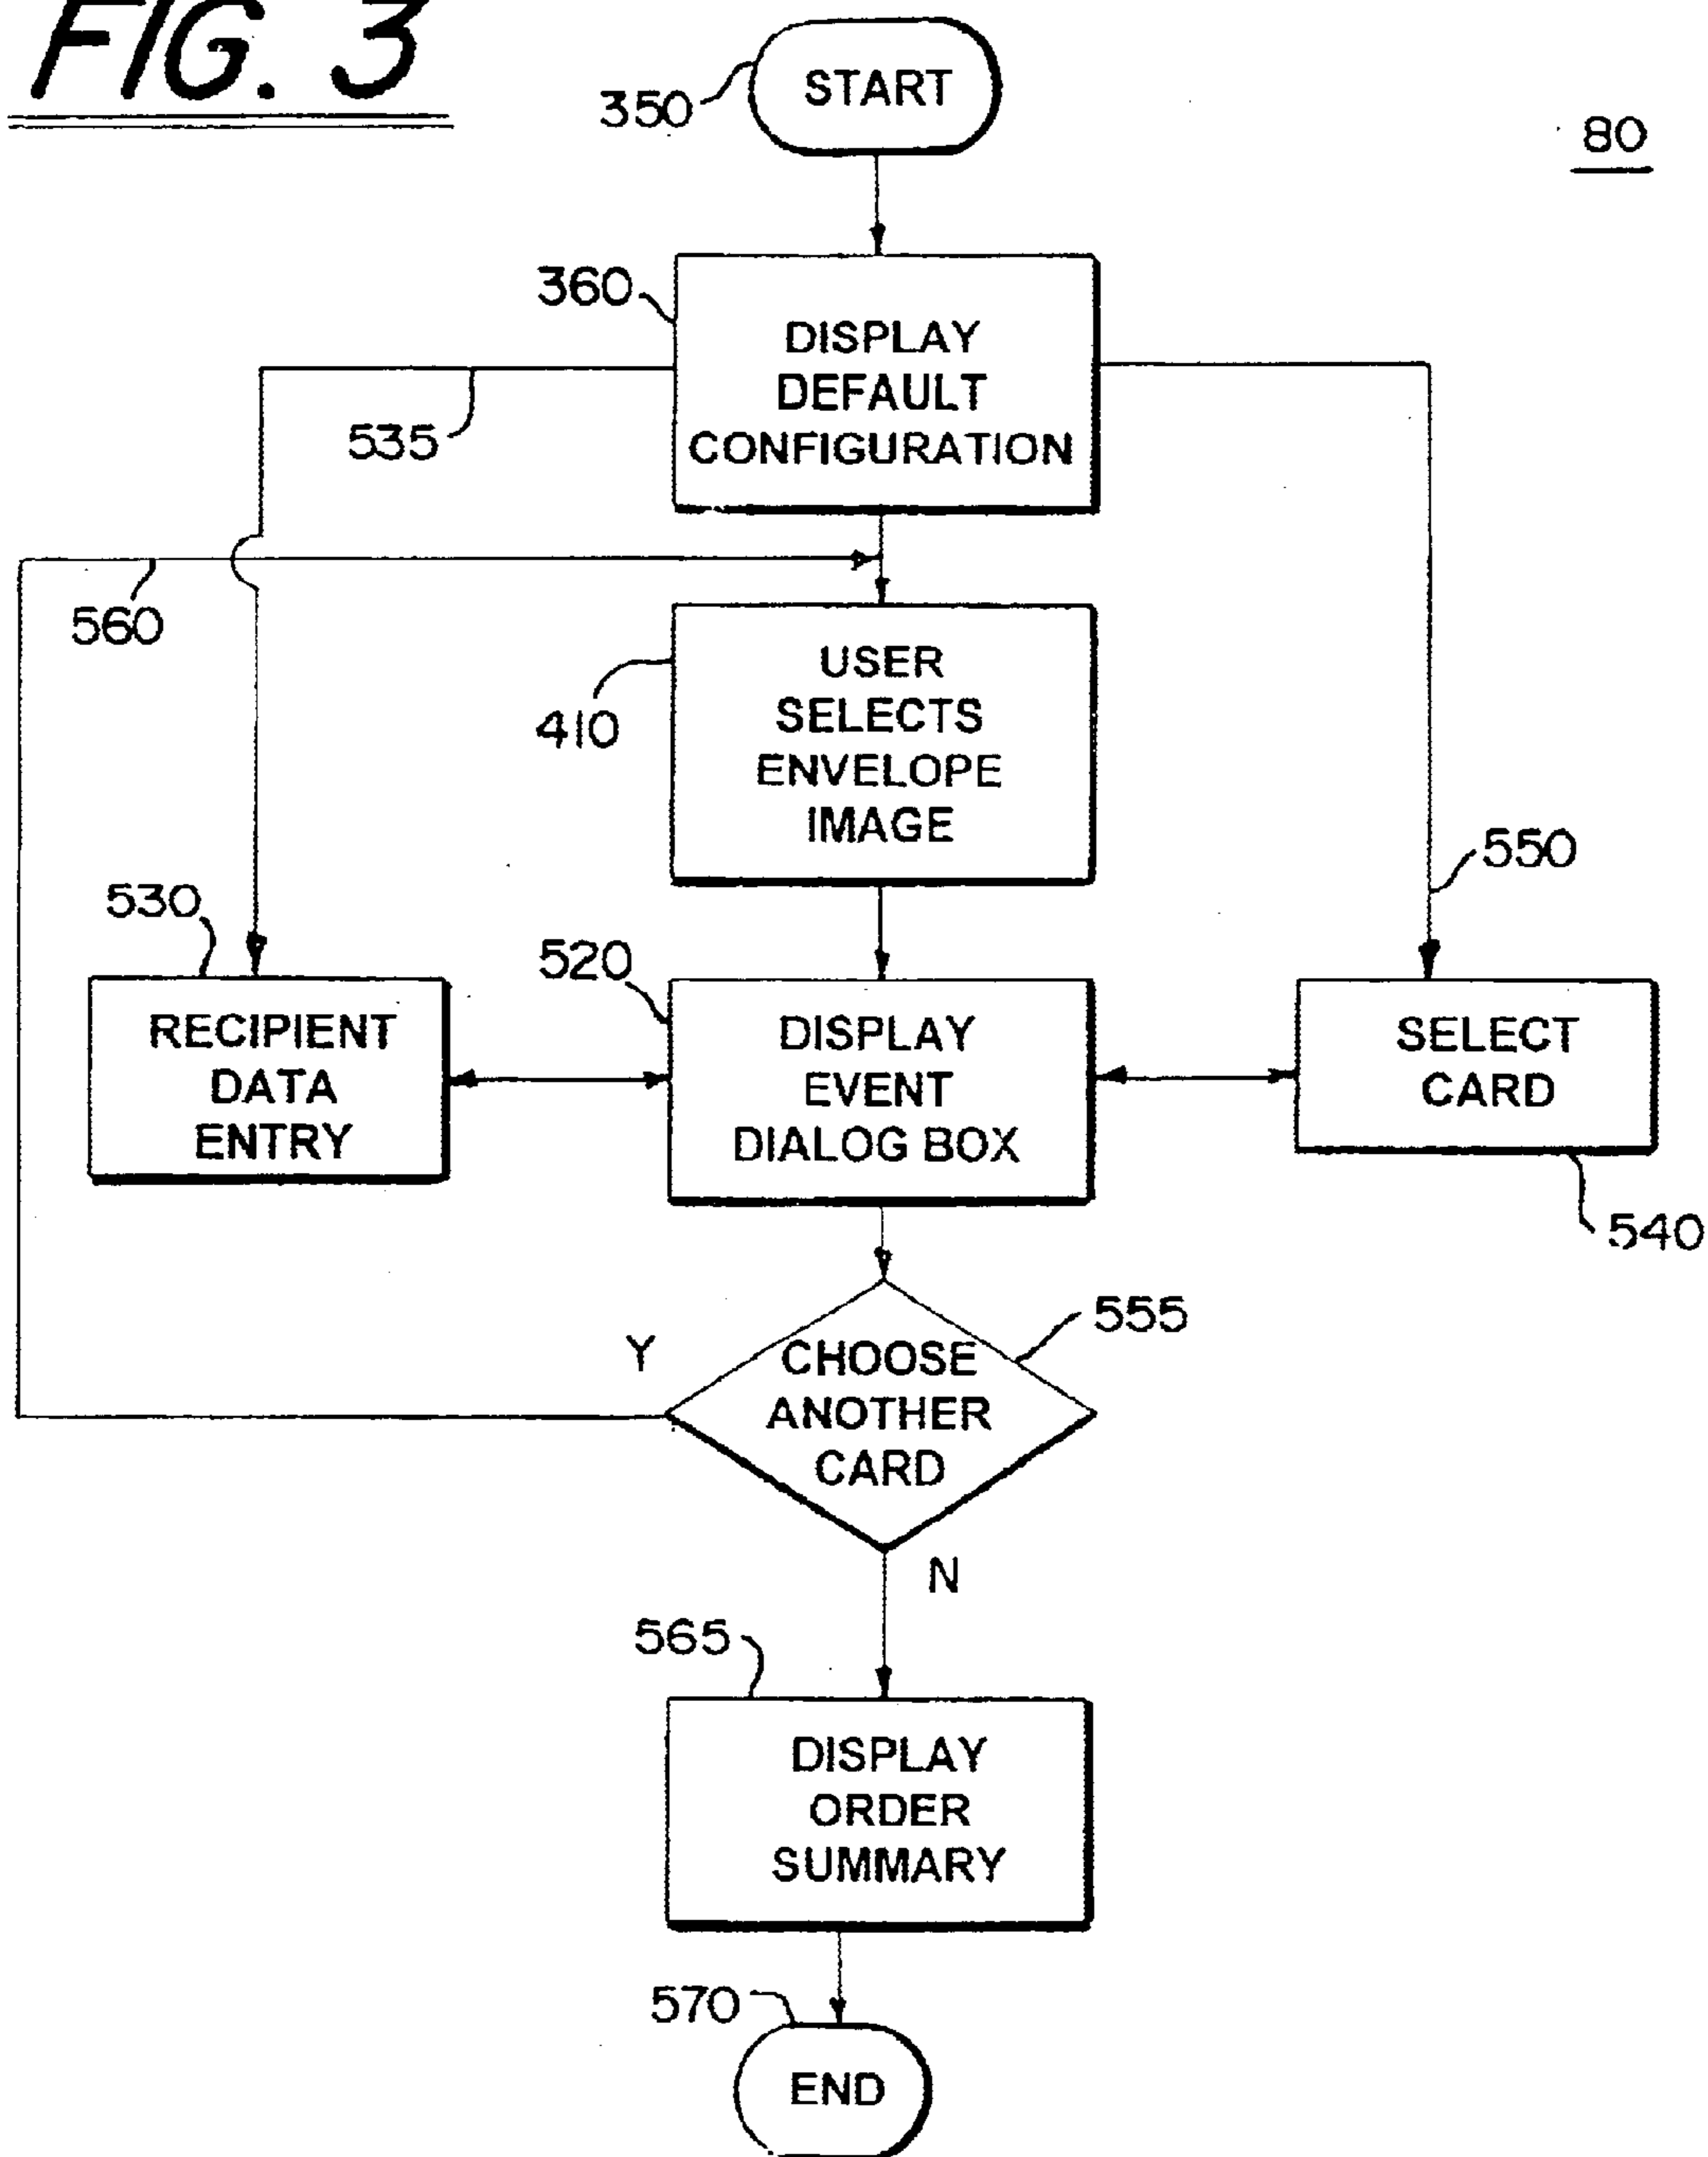 FIG. 3
350
START
80
360
DISPLAY
DEFAULT
CONFIGURATION
535
560
410
USER
SELECTS
ENVELOPE
IMAGE
550
530
520
RECIPIENT
DATA
ENTRY
DISPLAY
EVENT
DIALOG BOX
SELECT
CARD
540
555
Y
CHOOSE
ANOTHER
CARD
N
565
DISPLAY
ORDER
SUMMARY
570
END